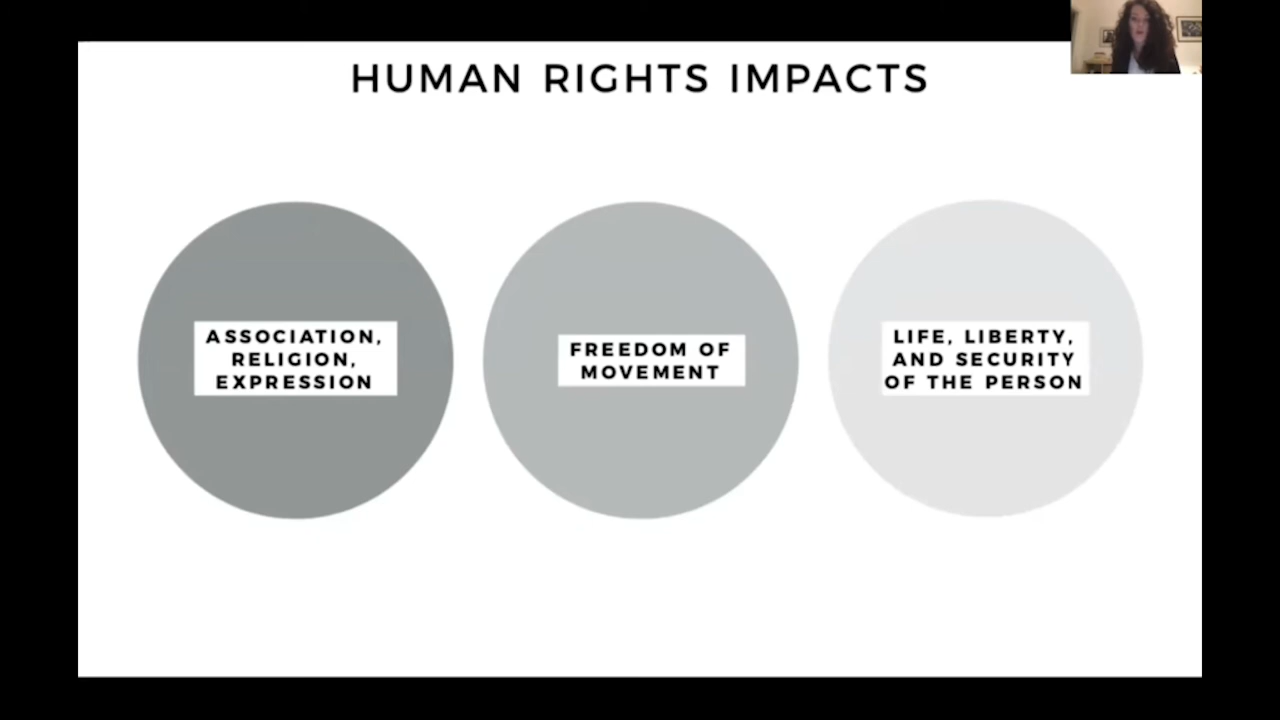 HUMAN RIGHTS IMPACTS
ASSOCIATION,
RELIGION,
EXPRESSION
FREEDOM OF
MOVEMENT
LIFE, LIBERTY,
AND SECURITY
OF THE PERSON